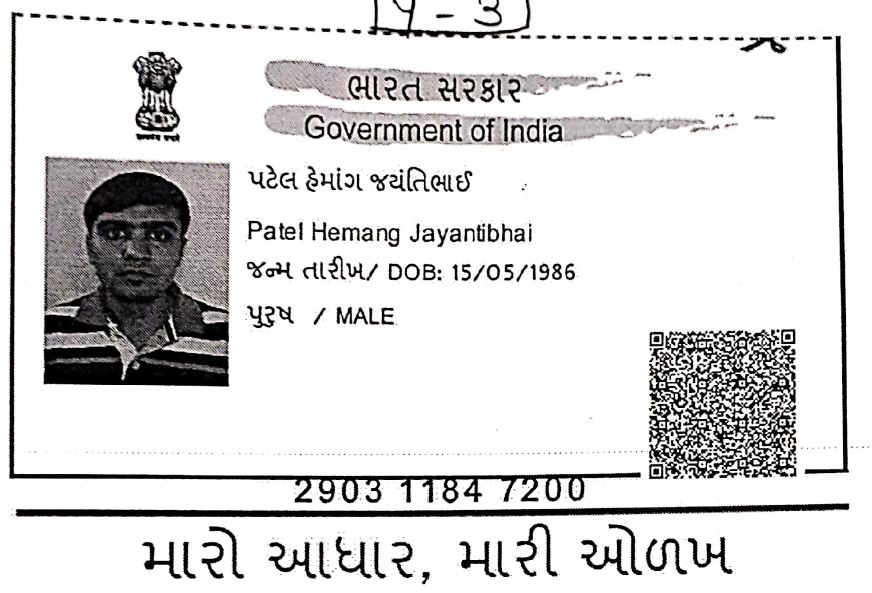 ભારત સરકાર
Government of India
પટેલ હેમાંગ જયંતિભાઈ
Patel Hemang Jayantibhai
જન્મ તારીખ/ DOB: 15/05/1986
પુરુષ / MALE
2903 1184 7200
મારો આધાર, મારી ઓળખ